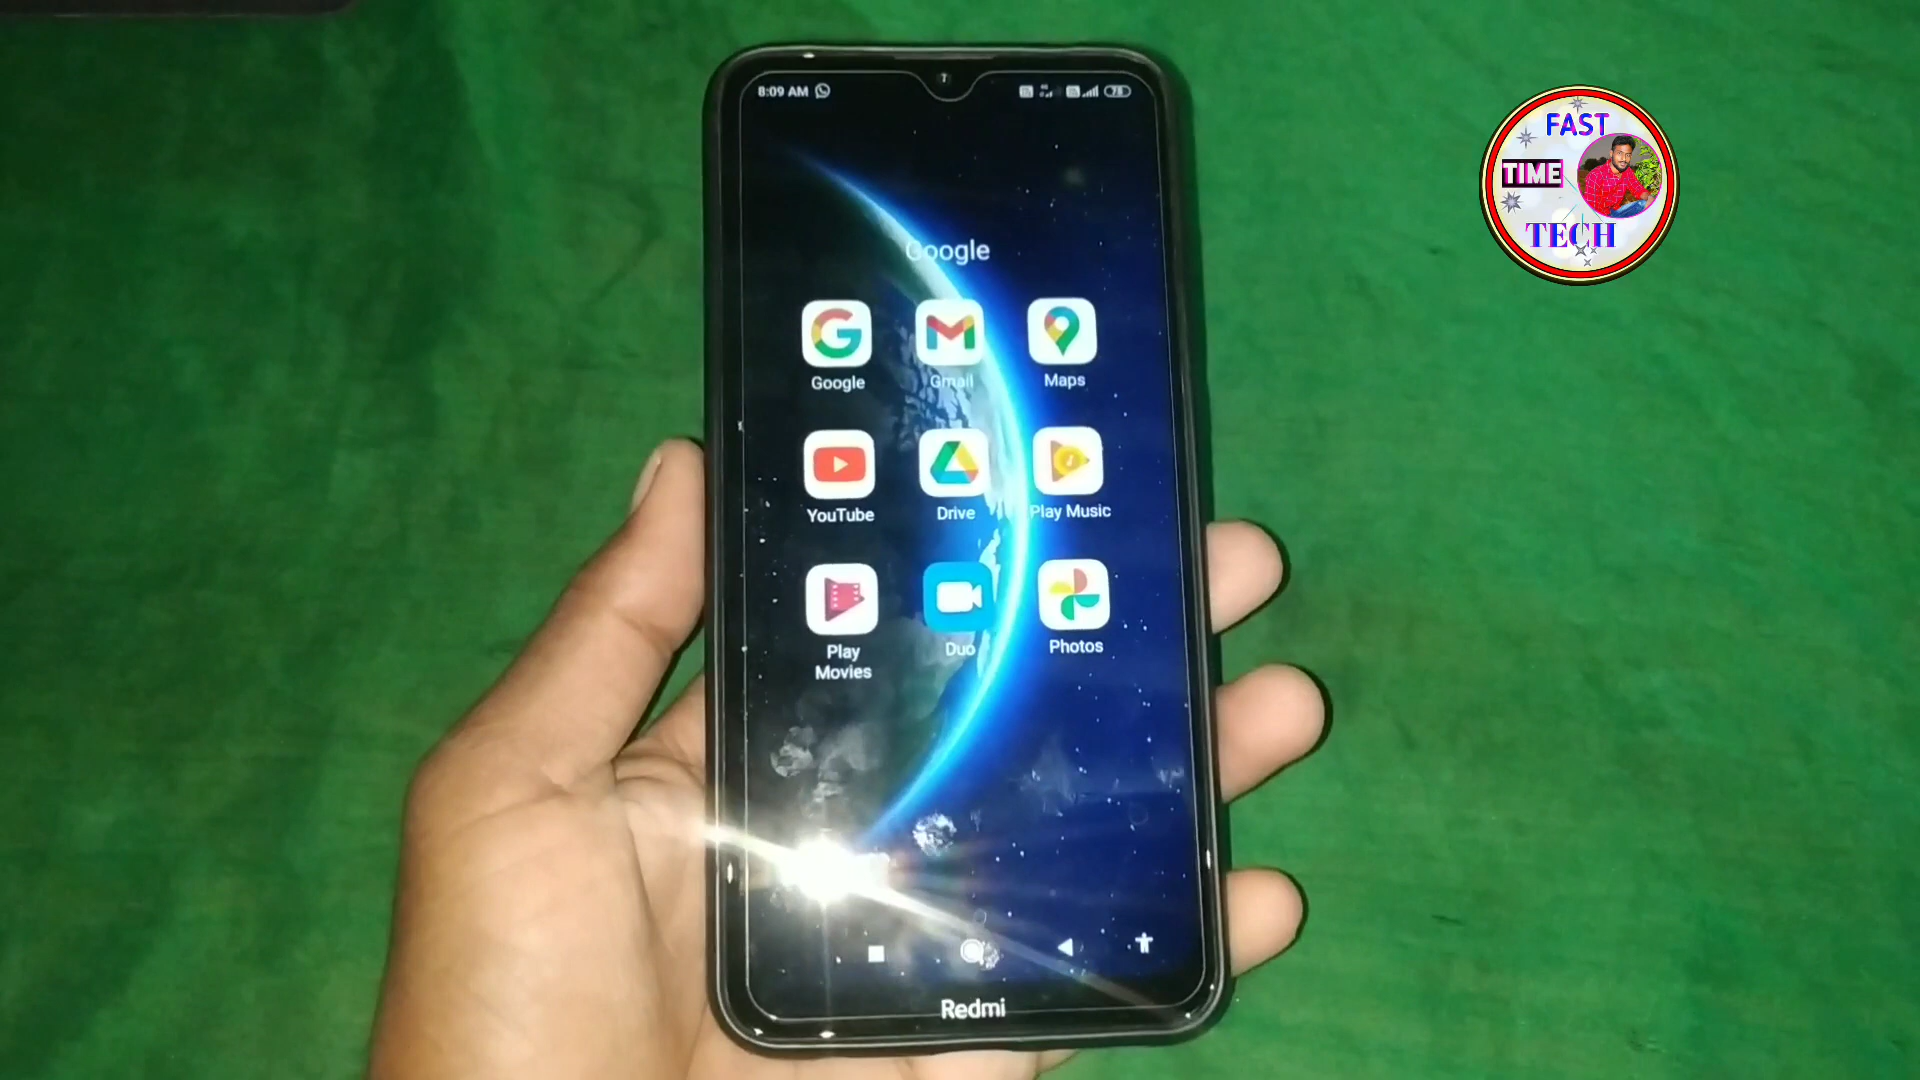 8:09 AM
78
Google
Google
Gmail
Maps
YouTube
Drive
Play Music
Play
Movies
Duo
Photos
Redmi
FAST
TIME
TECH